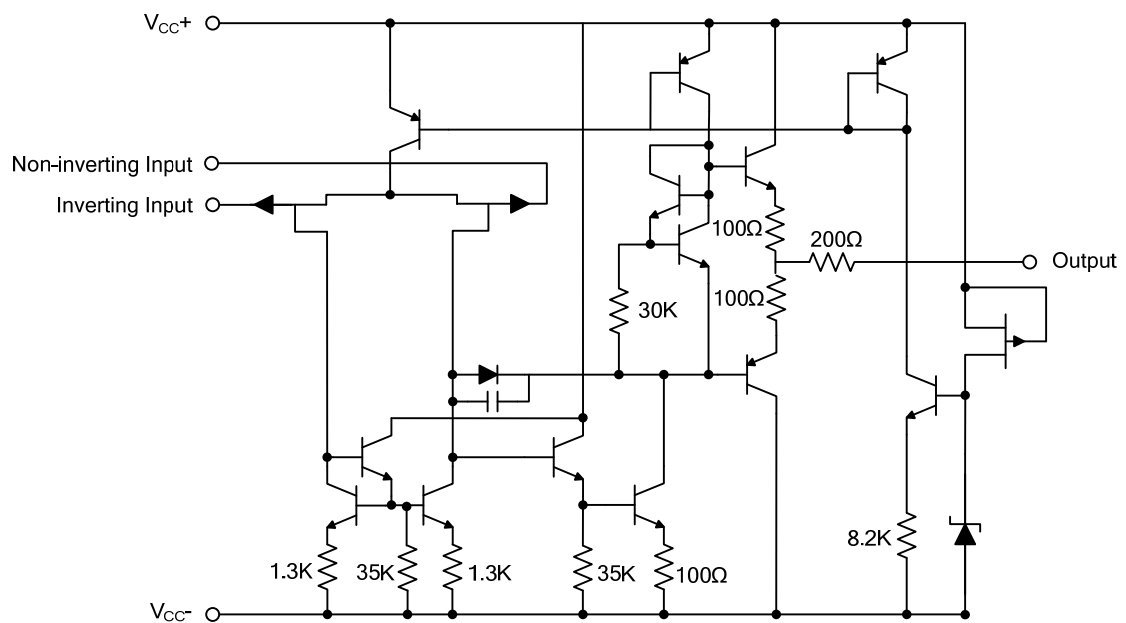 VCC+
Non-inverting Input
Inverting Input
100Ω
200Ω
Output
100Ω
30K
8.2K
1.3K
35K
1.3K
35K
100Ω
VCC-